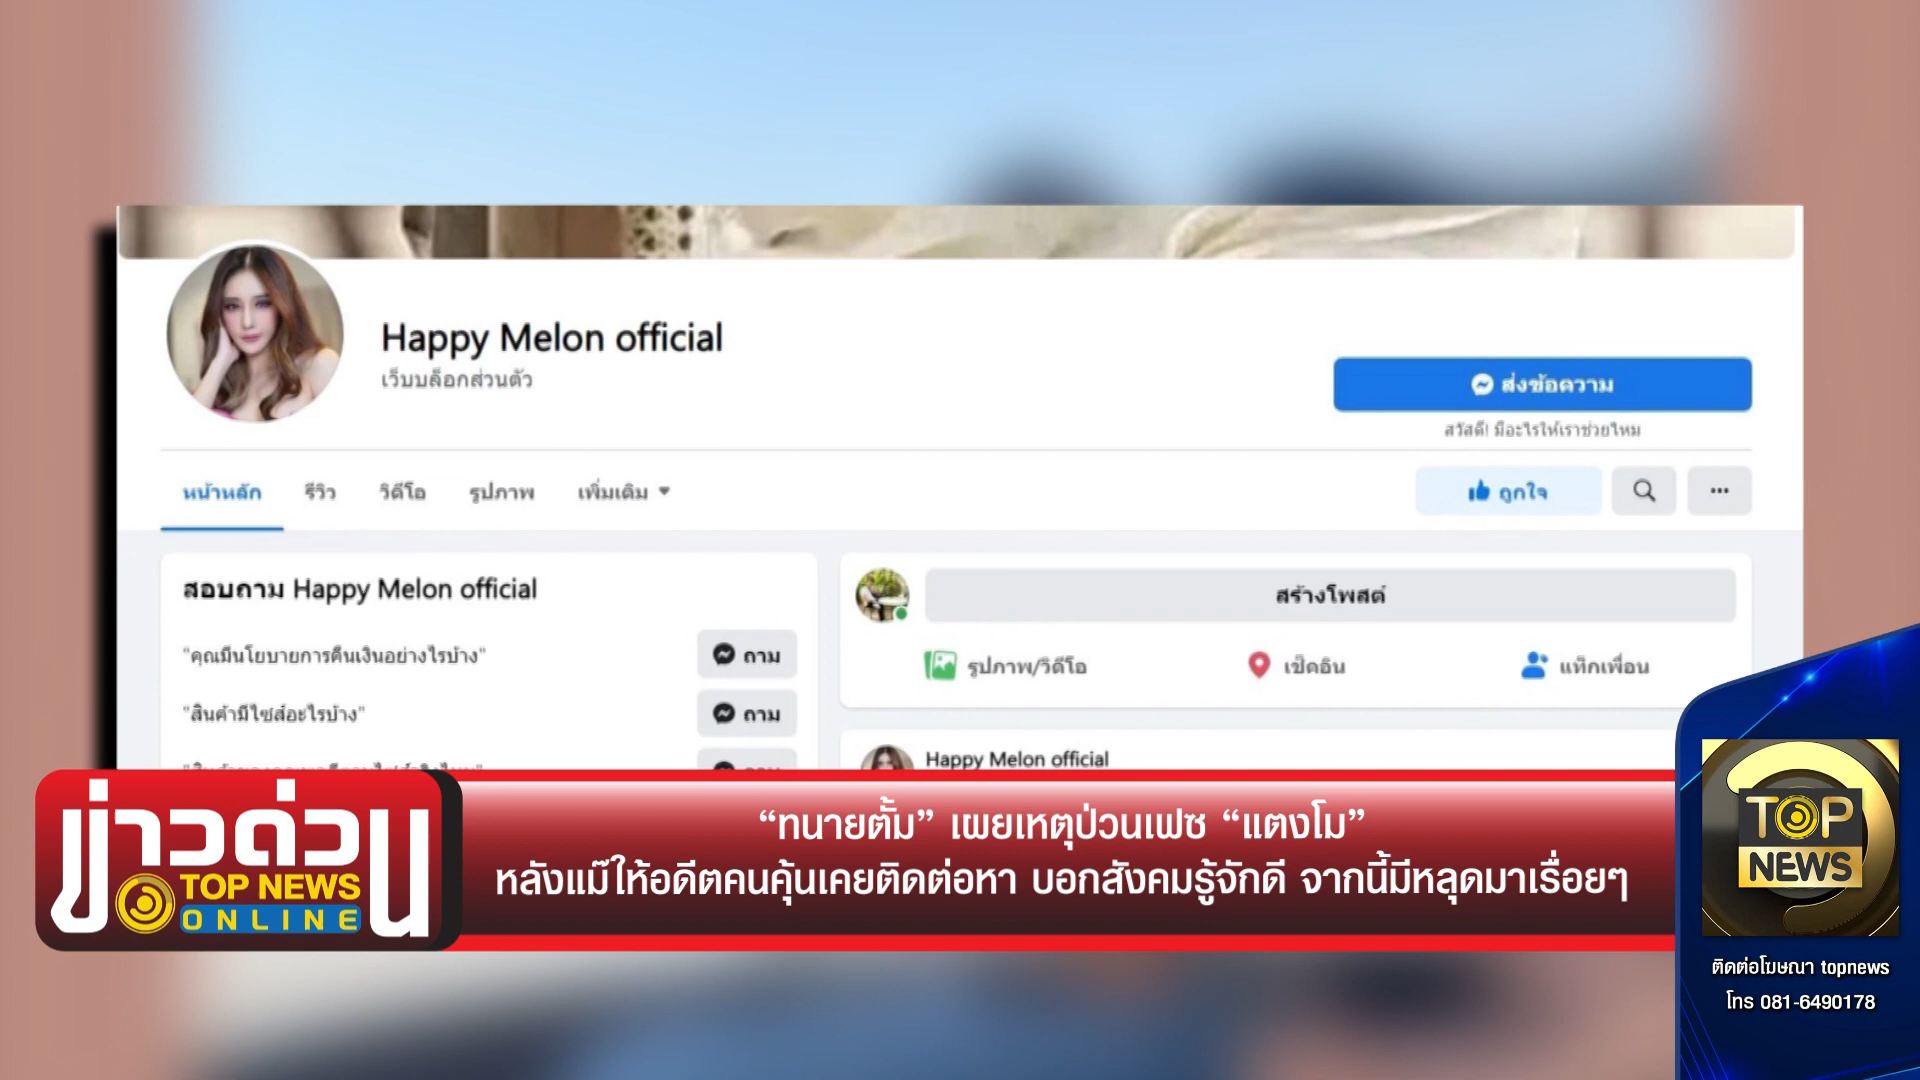 Happy Melon official
เว็บบล็อกส่วนตัว
ส่งข้อความ
สวัสดี! มีอะไรให้เราช่วยไหม
หน้าหลัก
รีวิว
วิดีโอ
รูปภาพ
เพิ่มเติม
ถูกใจ
สอบถาม Happy Melon official
"คุณมีนโยบายการคืนเงินอย่างไรบ้าง"
ถาม
"สินค้ามีไซส์อะไรบ้าง"
ถาม
สร้างโพสต์
รูปภาพ/วิดีโอ
เช็คอิน
แท็กเพื่อน
Happy Melon official
ข่าวด่วน
TOP NEWS
ONLINE
“ทนายตั้ม” เผยเหตุป่วนเฟซ “แตงโม”
หลังแม๊ให้อดีตคนคุ้นเคยติดต่อหา บอกสังคมรู้จักดี จากนี้มีหลุดมาเรื่อยๆ
TOP
NEWS
ติดต่อโฆษณา topnews
โทร 081-6490178